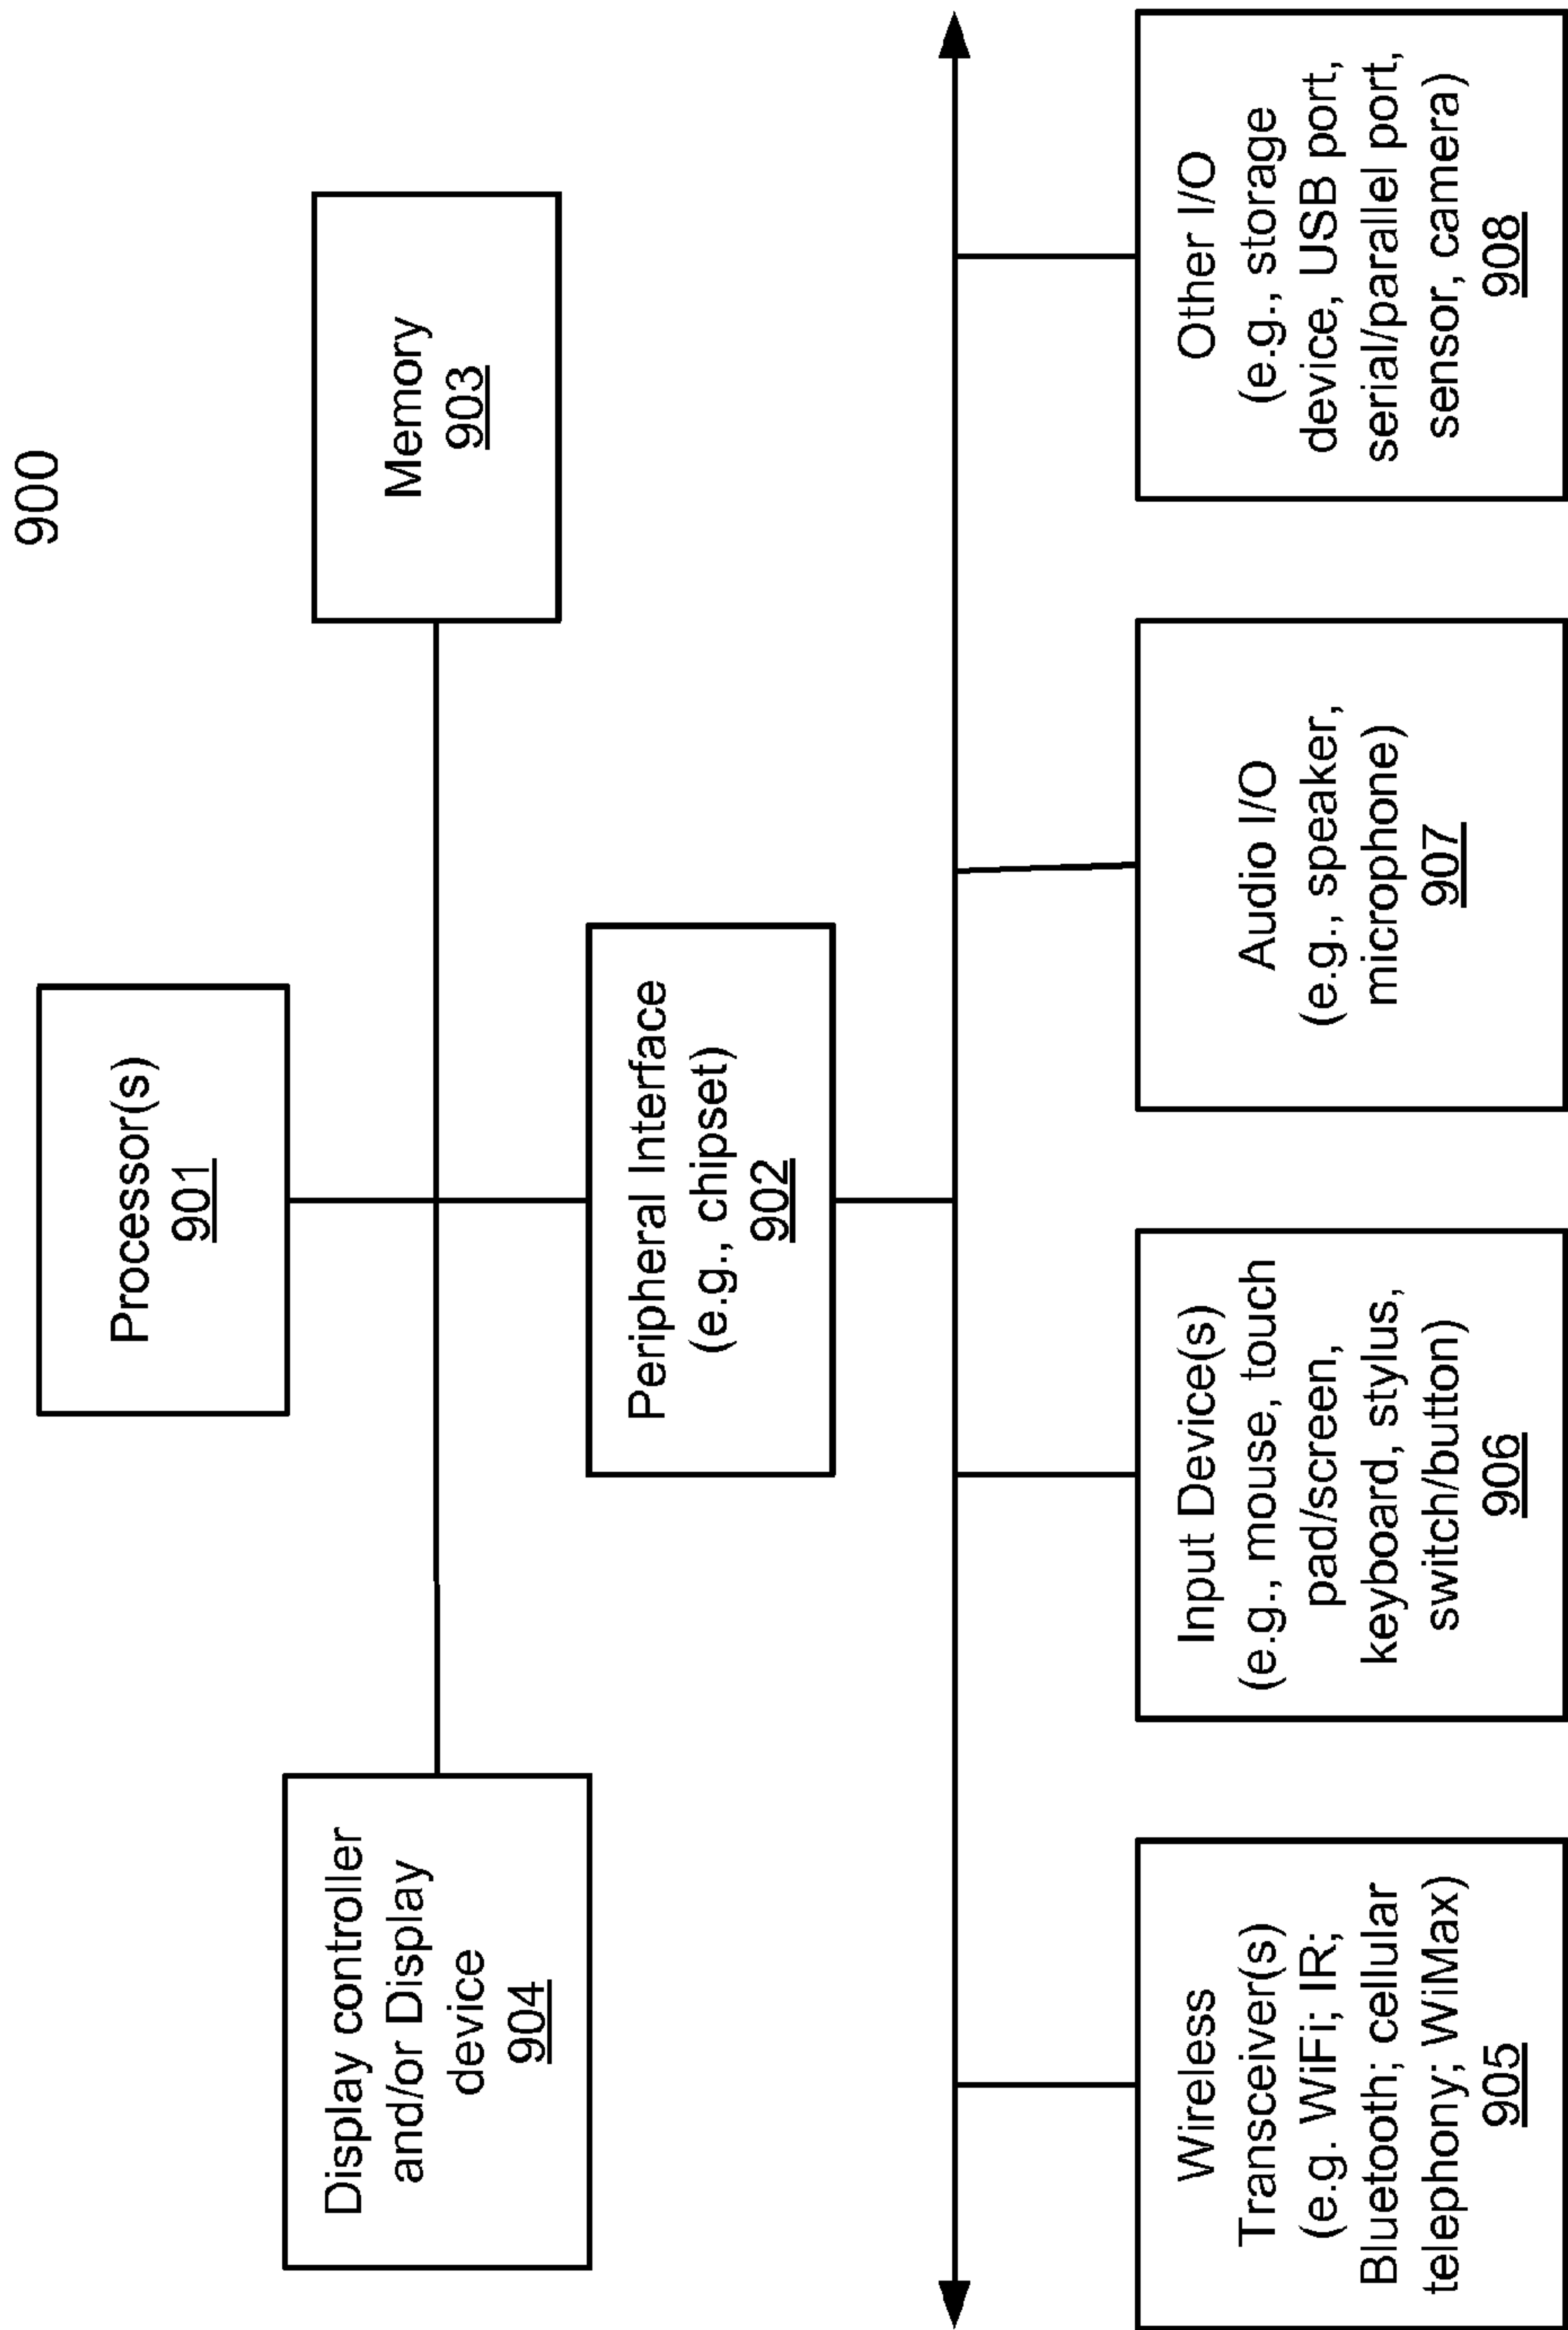 900
Processor(s)
901
Display controller
and/or Display
device
904
Memory
903
Peripheral Interface
(e.g., chipset)
902
Wireless
Transceiver(s)
(e.g. WiFi; IR;
Bluetooth; cellular
telephony; WiMax)
905
Input Device(s)
(e.g., mouse, touch
pad/screen,
keyboard, stylus,
switch/button)
906
Audio I/O
(e.g., speaker,
microphone)
907
Other I/O
(e.g., storage
device, USB port,
serial/parallel port,
sensor, camera)
908